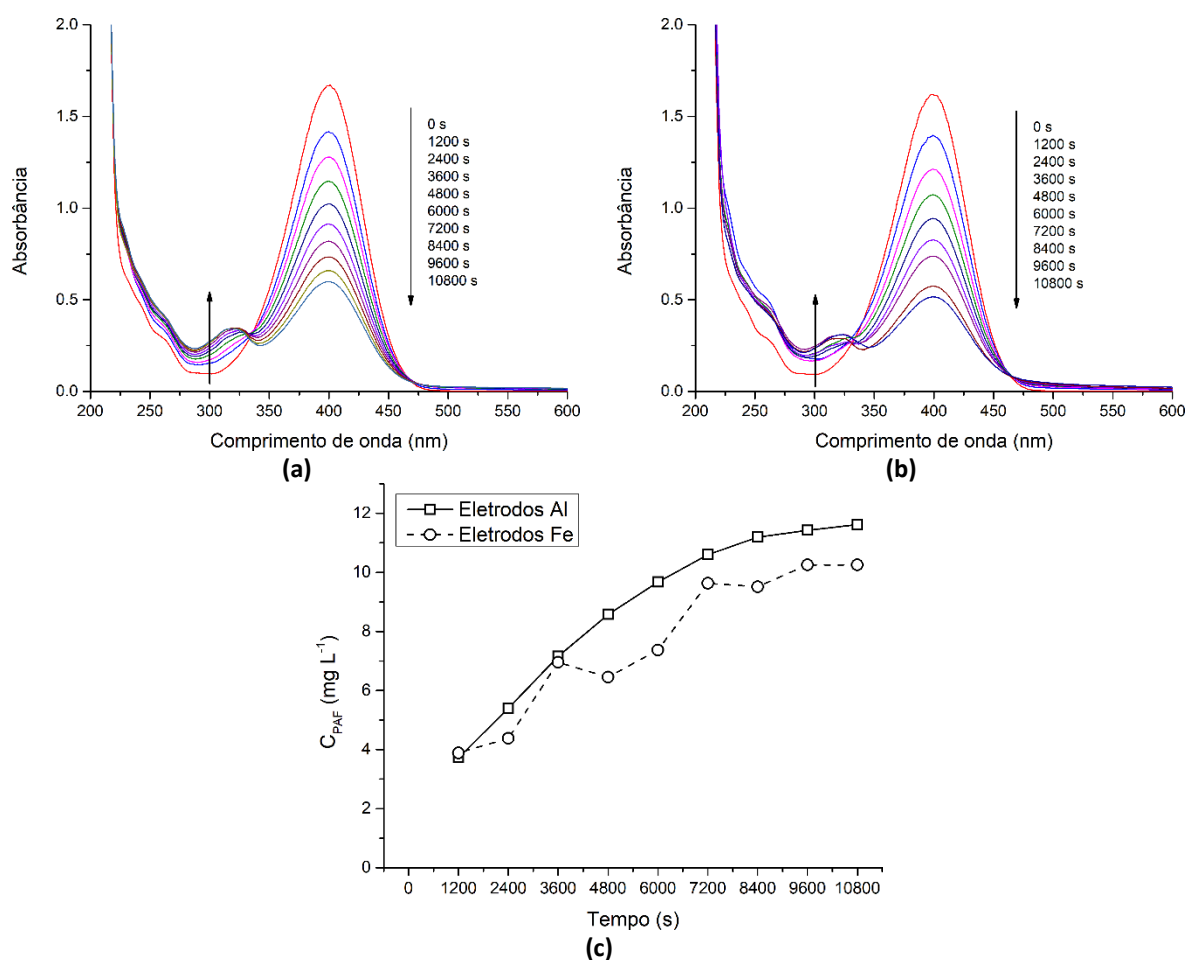 2.0
1.5
1.0
0.5
0.0
Absorbância
0 s
1200 s
2400 s
3600 s
4800 s
6000 s
7200 s
8400 s
9600 s
10800 s
200 250 300 350 400 450 500 550 600
Comprimento de onda (nm)
(a)
2.0
1.5
1.0
0.5
0.0
Absorbância
0 s
1200 s
2400 s
3600 s
4800 s
6000 s
7200 s
8400 s
9600 s
10800 s
200 250 300 350 400 450 500 550 600
Comprimento de onda (nm)
(b)
Eletrodos Al
Eletrodos Fe
12
10
8
6
4
2
0
C_PAF (mg L⁻¹)
0 1200 2400 3600 4800 6000 7200 8400 9600 10800
Tempo (s)
(c)